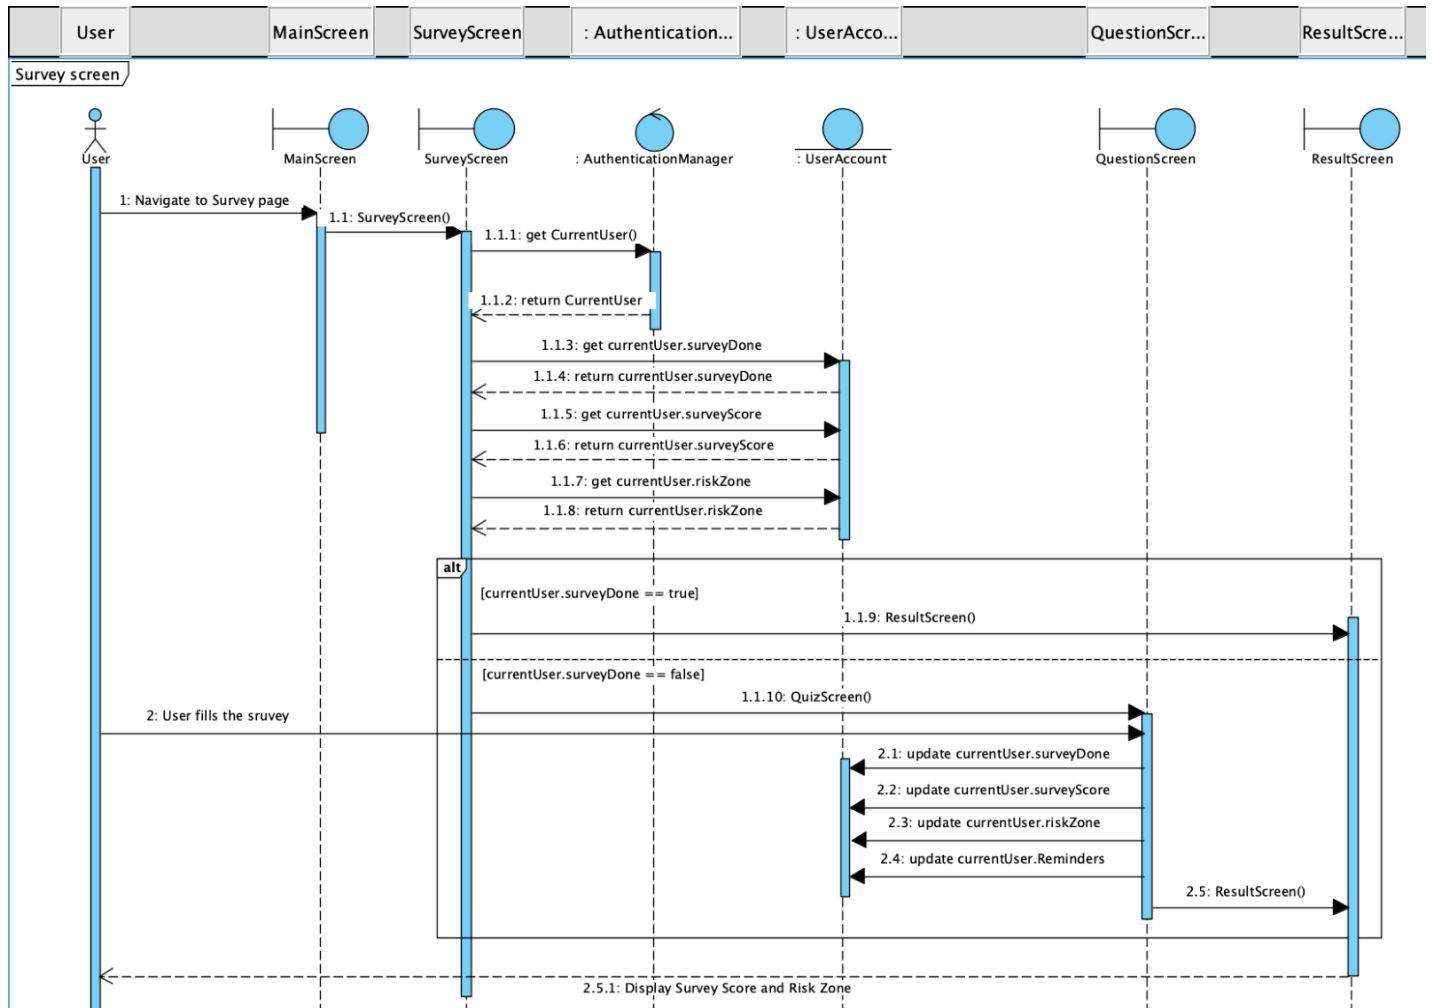 User MainScreen SurveyScreen : Authentication... : UserAcco... QuestionScr... ResultScre...
Survey screen
User MainScreen SurveyScreen : AuthenticationManager : UserAccount QuestionScreen ResultScreen
1: Navigate to Survey page
1.1: SurveyScreen()
1.1.1: get CurrentUser()
1.1.2: return CurrentUser
1.1.3: get currentUser.surveyDone
1.1.4: return currentUser.surveyDone
1.1.5: get currentUser.surveyScore
1.1.6: return currentUser.surveyScore
1.1.7: get currentUser.riskZone
1.1.8: return currentUser.riskZone
alt
[currentUser.surveyDone == true]
1.1.9: ResultScreen()
[currentUser.surveyDone == false]
1.1.10: QuizScreen()
2: User fills the sruvey
2.1: update currentUser.surveyDone
2.2: update currentUser.surveyScore
2.3: update currentUser.riskZone
2.4: update currentUser.Reminders
2.5: ResultScreen()
2.5.1: Display Survey Score and Risk Zone